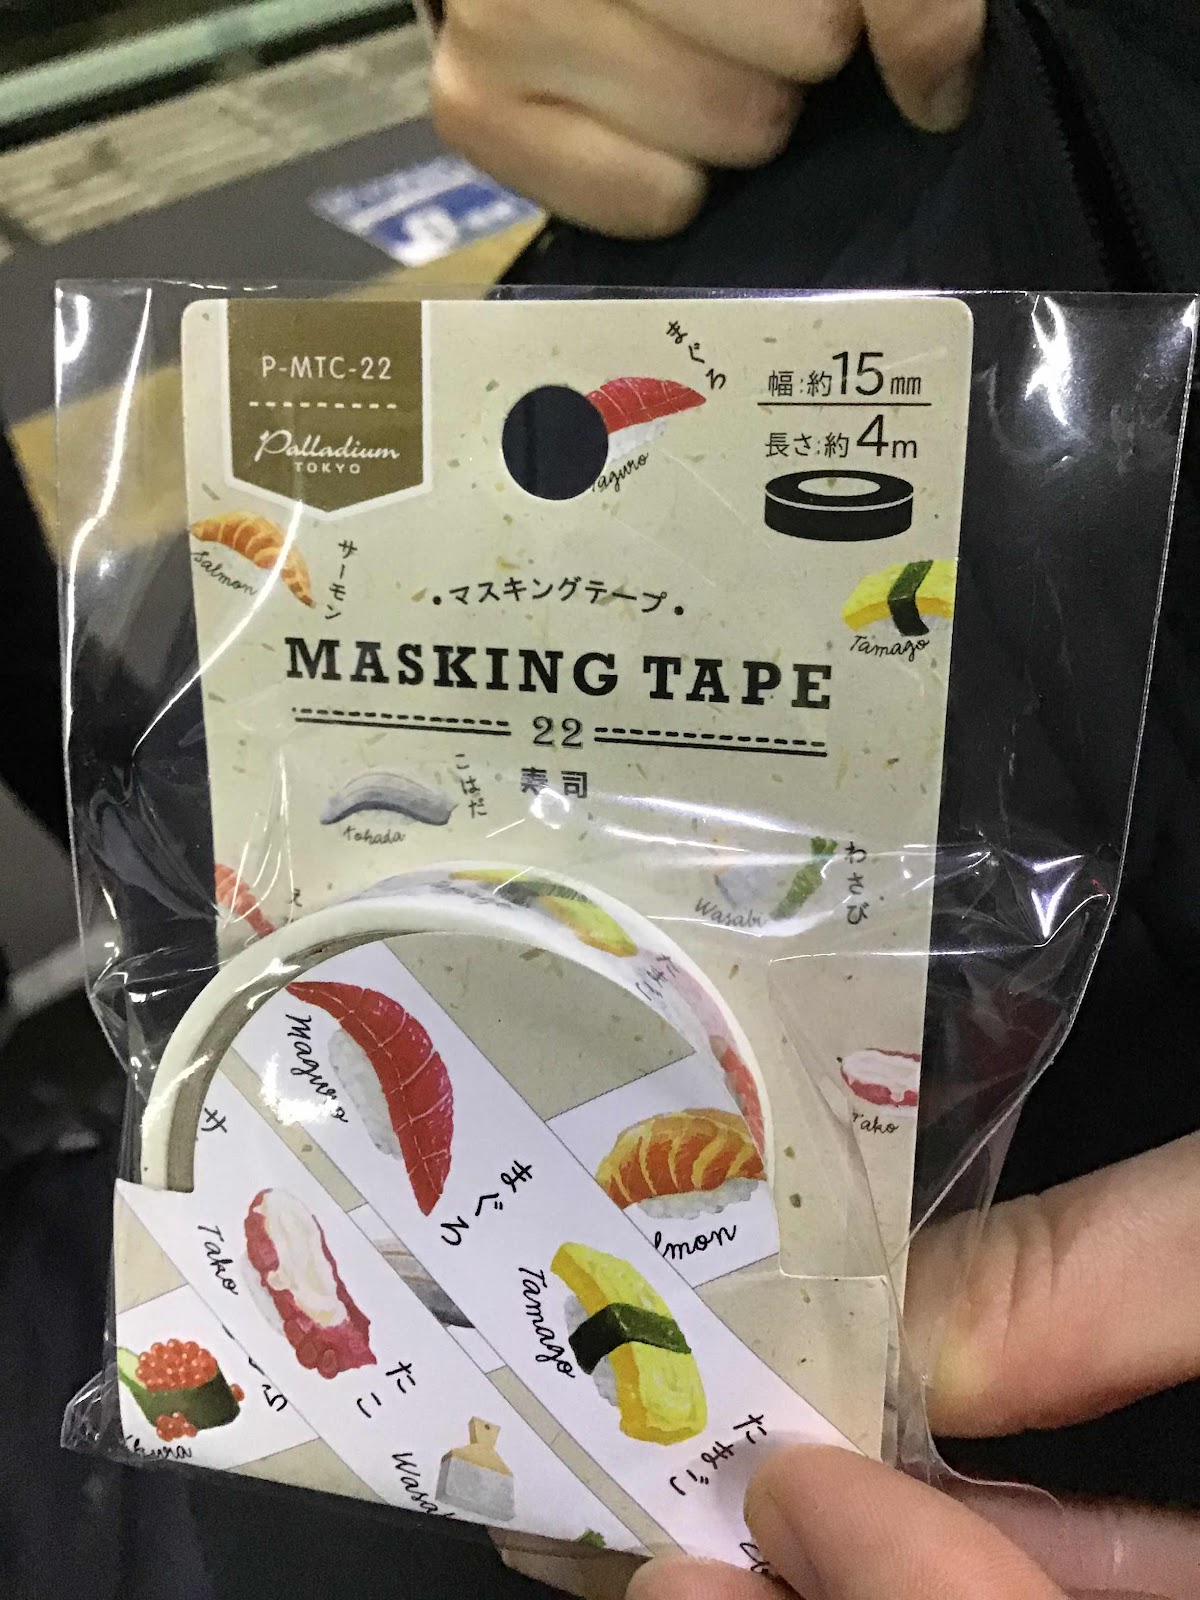 P-MTC-22
Palladium
TOKYO
まぐろ
幅:約15mm
長さ:約4m
Salmon
サーモン
・マスキングテープ・
MASKING TAPE
22
寿司
Tamago
こはだ
Kohada
Wasabi
わさび
Tako
Maguro
まぐろ
Tako
たこ
Tamago
たまご